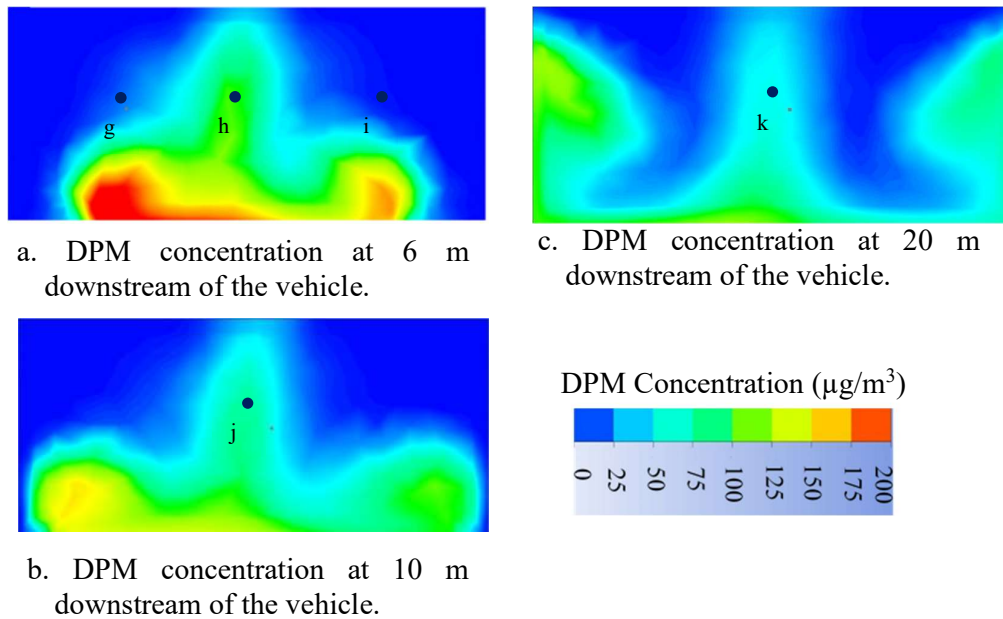 g
h
i
a. DPM concentration at 6 m
downstream of the vehicle.
k
c. DPM concentration at 20 m
downstream of the vehicle.
j
b. DPM concentration at 10 m
downstream of the vehicle.
DPM Concentration (µg/m³)
0 25 50 75 100 125 150 175 200